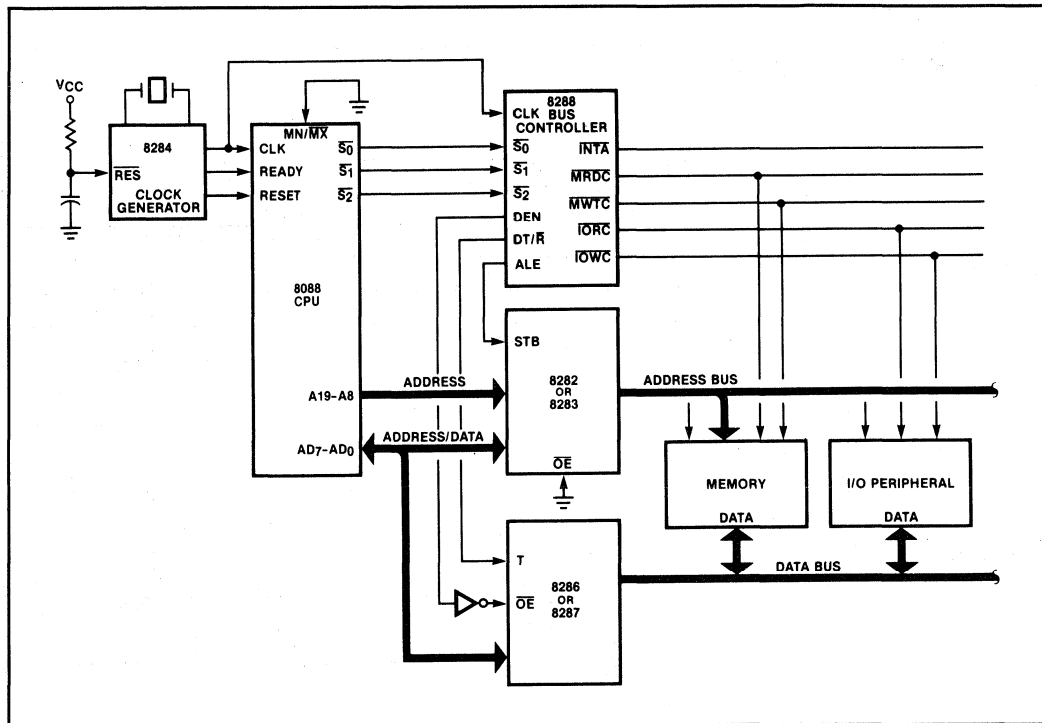 VCC
8284
RES
CLOCK
GENERATOR
MN/MX
CLK
READY
RESET
S0
S1
S2
8088
CPU
A19-A8
AD7-AD0
8288
BUS
CONTROLLER
CLK
S0
S1
S2
DEN
DT/R
ALE
INTA
MRDC
MWTC
IORC
IOWC
ADDRESS
ADDRESS/DATA
STB
8282
OR
8283
OE
ADDRESS BUS
MEMORY
DATA
I/O PERIPHERAL
DATA
DATA BUS
T
OE
8286
OR
8287